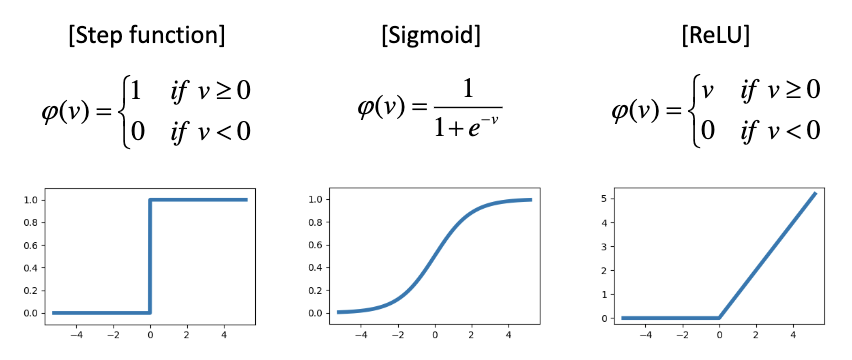 [Step function]
φ(v) = { 1 if v ≥ 0
0 if v < 0
1.0
0.8
0.6
0.4
0.2
0.0
−4 −2 0 2 4
[Sigmoid]
φ(v) = 1 / (1 + e^−v)
1.0
0.8
0.6
0.4
0.2
0.0
−4 −2 0 2 4
[ReLU]
φ(v) = { v if v ≥ 0
0 if v < 0
5
4
3
2
1
0
−4 −2 0 2 4